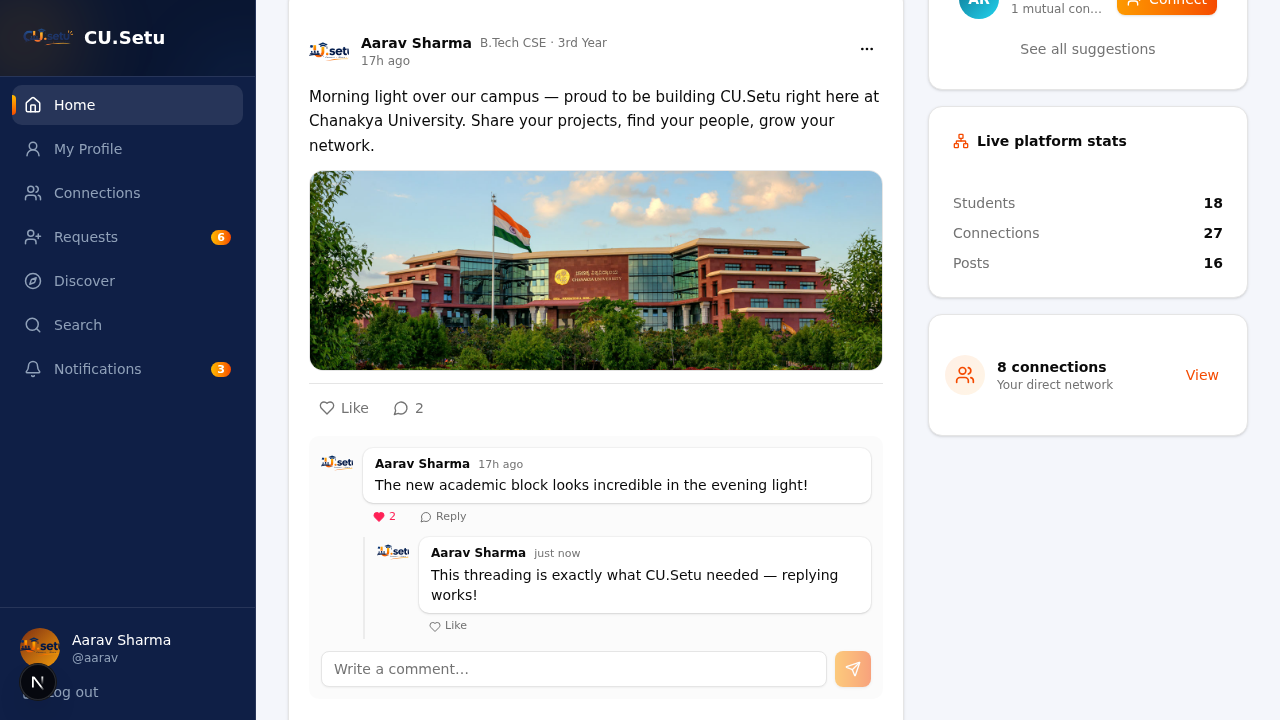 CU.Setu
Home
My Profile
Connections
Requests 6
Discover
Search
Notifications 3
Aarav Sharma
@aarav
N
Aarav Sharma B.Tech CSE · 3rd Year
17h ago
Morning light over our campus — proud to be building CU.Setu right here at
Chanakya University. Share your projects, find your people, grow your
network.
CHANAKYA UNIVERSITY
Like 2
Aarav Sharma 17h ago
The new academic block looks incredible in the evening light!
2 Reply
Aarav Sharma just now
This threading is exactly what CU.Setu needed — replying
works!
Like
Write a comment…
AR
1 mutual con…
Connect
See all suggestions
Live platform stats
Students 18
Connections 27
Posts 16
8 connections
Your direct network
View